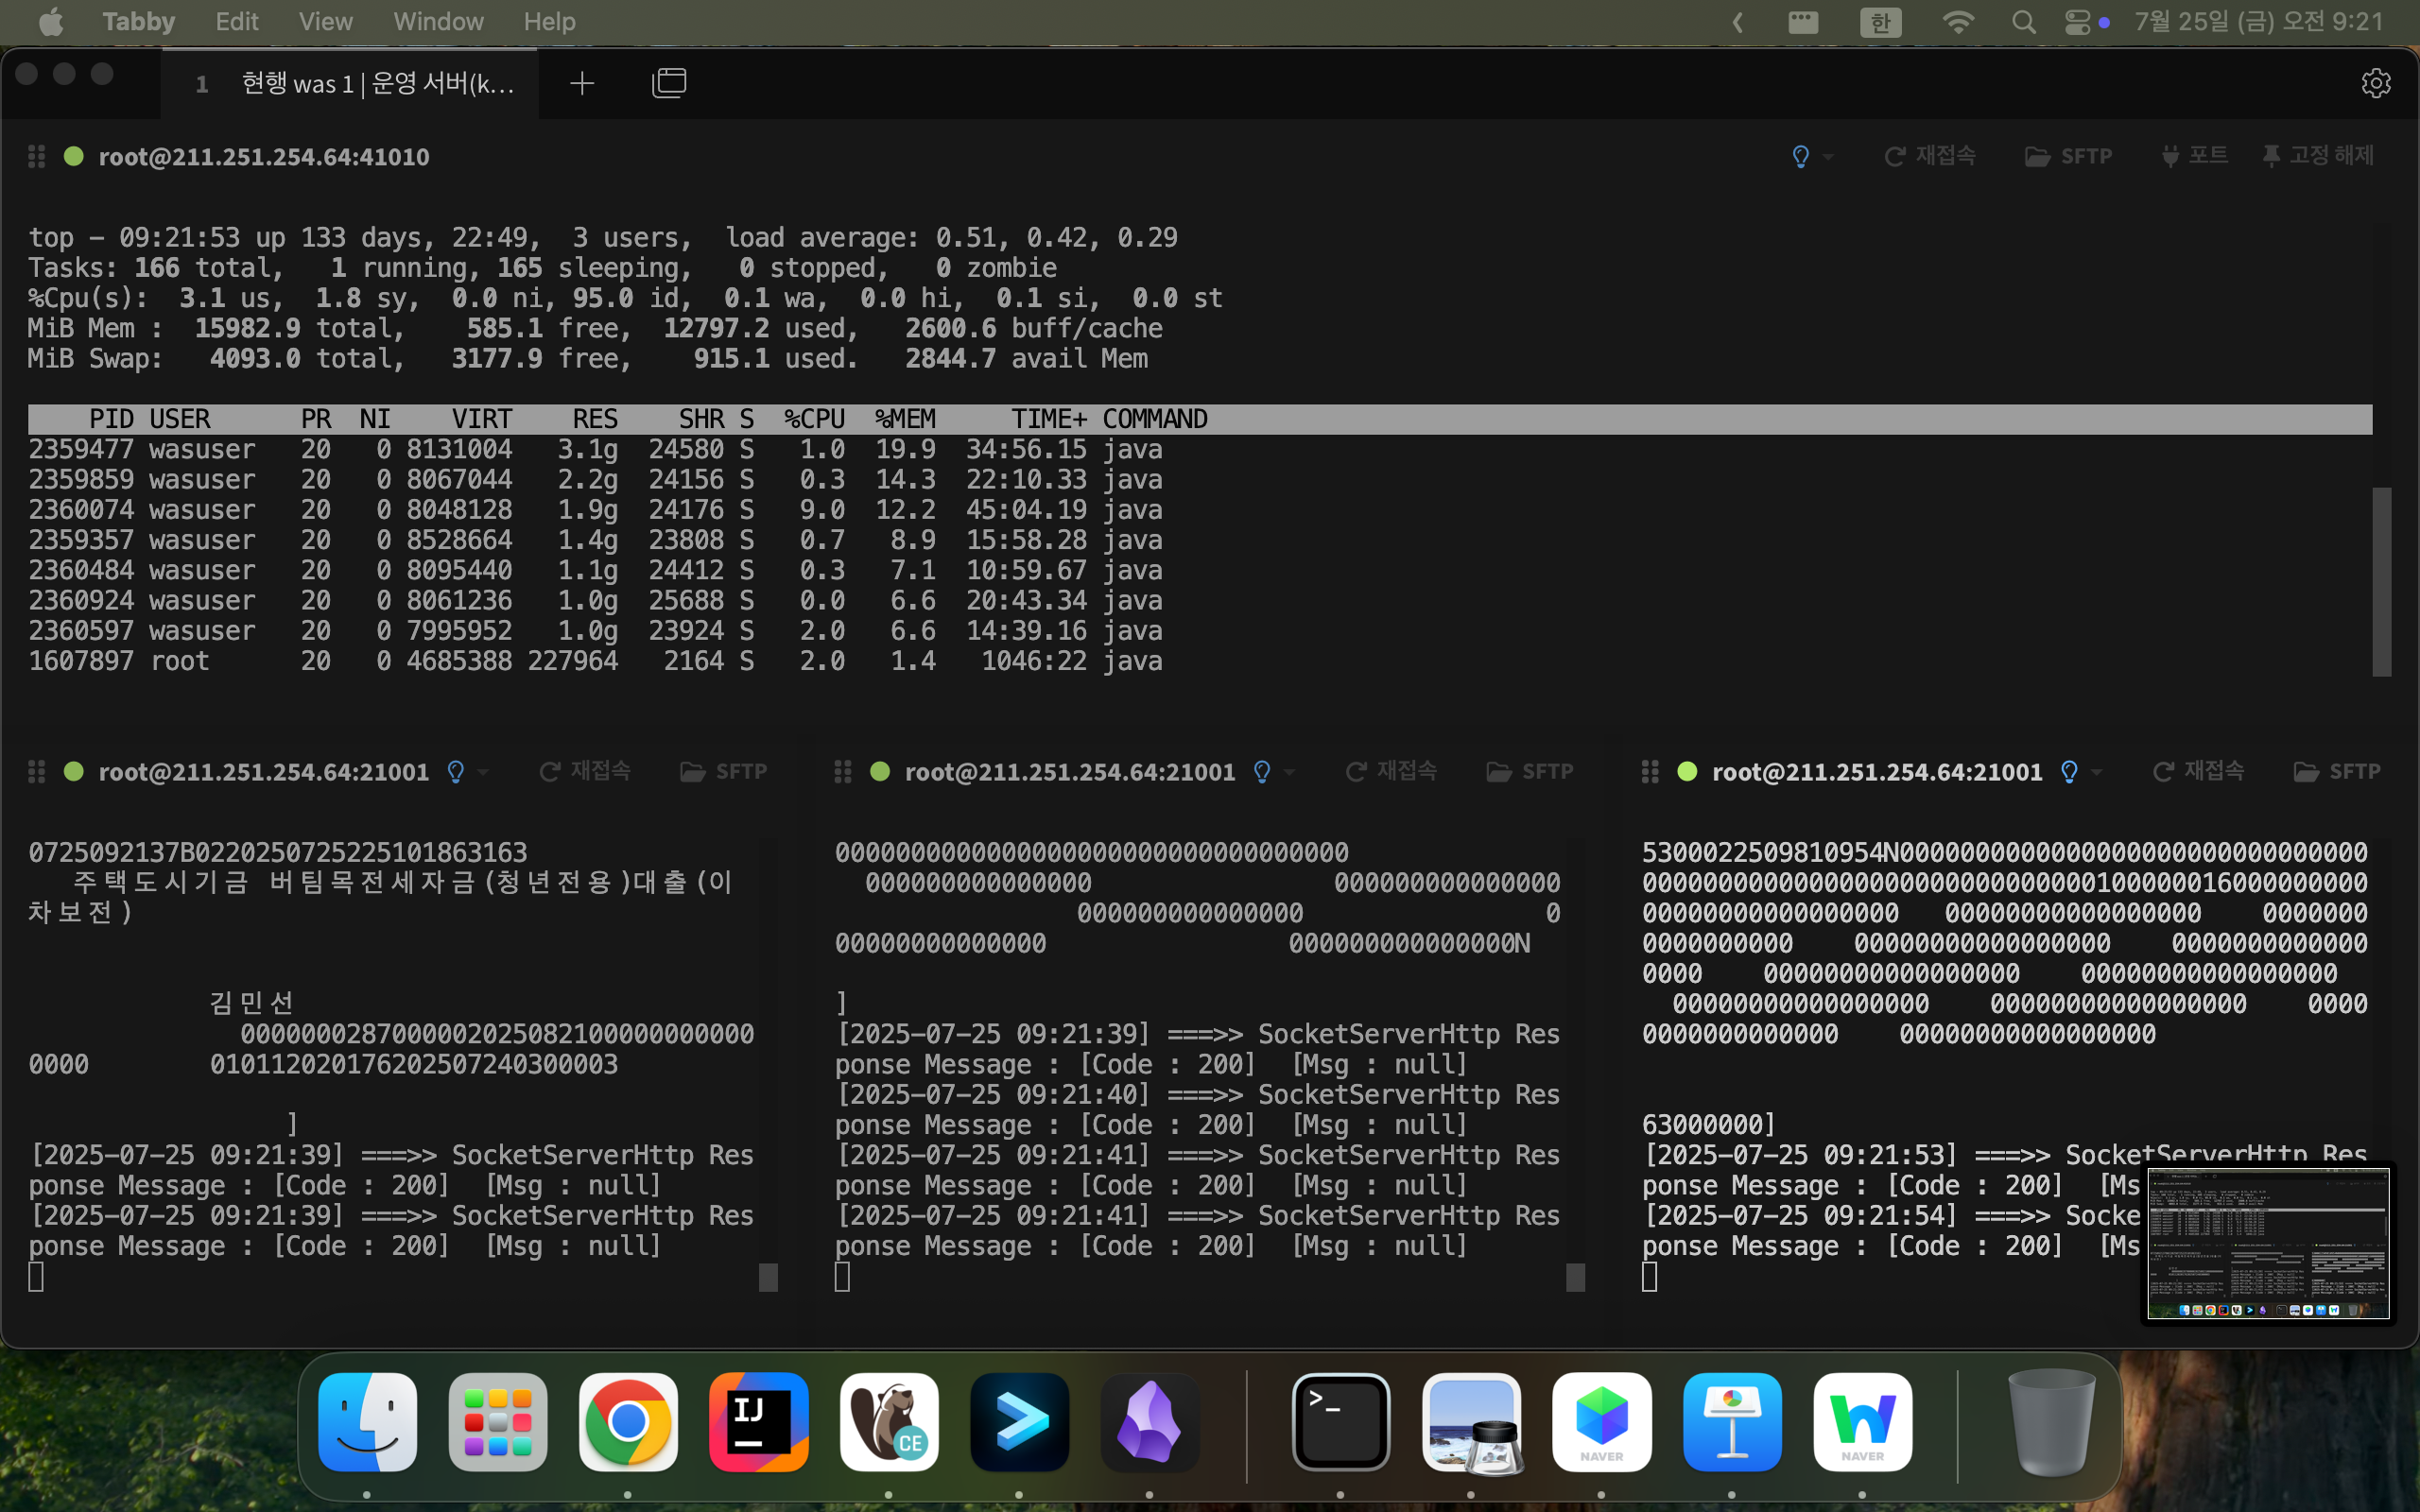 Tabby Edit View Window Help
한 7월 25일 (금) 오전 9:21
1 현행 was 1 | 운영 서버(k...
root@211.251.254.64:41010 재접속 SFTP 포트 고정 해제
top - 09:21:53 up 133 days, 22:49, 3 users, load average: 0.51, 0.42, 0.29
Tasks: 166 total, 1 running, 165 sleeping, 0 stopped, 0 zombie
%Cpu(s): 3.1 us, 1.8 sy, 0.0 ni, 95.0 id, 0.1 wa, 0.0 hi, 0.1 si, 0.0 st
MiB Mem : 15982.9 total, 585.1 free, 12797.2 used, 2600.6 buff/cache
MiB Swap: 4093.0 total, 3177.9 free, 915.1 used. 2844.7 avail Mem
PID USER PR NI VIRT RES SHR S %CPU %MEM TIME+ COMMAND
2359477 wasuser 20 0 8131004 3.1g 24580 S 1.0 19.9 34:56.15 java
2359859 wasuser 20 0 8067044 2.2g 24156 S 0.3 14.3 22:10.33 java
2360074 wasuser 20 0 8048128 1.9g 24176 S 9.0 12.2 45:04.19 java
2359357 wasuser 20 0 8528664 1.4g 23808 S 0.7 8.9 15:58.28 java
2360484 wasuser 20 0 8095440 1.1g 24412 S 0.3 7.1 10:59.67 java
2360924 wasuser 20 0 8061236 1.0g 25688 S 0.0 6.6 20:43.34 java
2360597 wasuser 20 0 7995952 1.0g 23924 S 2.0 6.6 14:39.16 java
1607897 root 20 0 4685388 227964 2164 S 2.0 1.4 1046:22 java
root@211.251.254.64:21001 재접속 SFTP
0725092137B0220250725225101863163
주택도시기금 버팀목전세자금(청년전용)대출(이
차보전)
김민선
0000000287000002025082100000000000
0000 010112020176202507240300003
]
[2025-07-25 09:21:39] ===>> SocketServerHttp Res
ponse Message : [Code : 200] [Msg : null]
[2025-07-25 09:21:39] ===>> SocketServerHttp Res
ponse Message : [Code : 200] [Msg : null]
root@211.251.254.64:21001 재접속 SFTP
0000000000000000000000000000000000
000000000000000 000000000000000
000000000000000 0
00000000000000 000000000000000N
]
[2025-07-25 09:21:39] ===>> SocketServerHttp Res
ponse Message : [Code : 200] [Msg : null]
[2025-07-25 09:21:40] ===>> SocketServerHttp Res
ponse Message : [Code : 200] [Msg : null]
[2025-07-25 09:21:41] ===>> SocketServerHttp Res
ponse Message : [Code : 200] [Msg : null]
[2025-07-25 09:21:41] ===>> SocketServerHttp Res
ponse Message : [Code : 200] [Msg : null]
root@211.251.254.64:21001 재접속 SFTP
5300022509810954N0000000000000000000000000000000
000000000000000000000000000000100000016000000000
00000000000000000 00000000000000000 0000000
0000000000 00000000000000000 0000000000000
0000 00000000000000000 00000000000000000
00000000000000000 00000000000000000 0000
0000000000000 00000000000000000
63000000]
[2025-07-25 09:21:53] ===>> SocketServerHttp Res
ponse Message : [Code : 200] [Ms
[2025-07-25 09:21:54] ===>> Socke
ponse Message : [Code : 200] [Ms
IJ
CE
>_
NAVER
NAVER